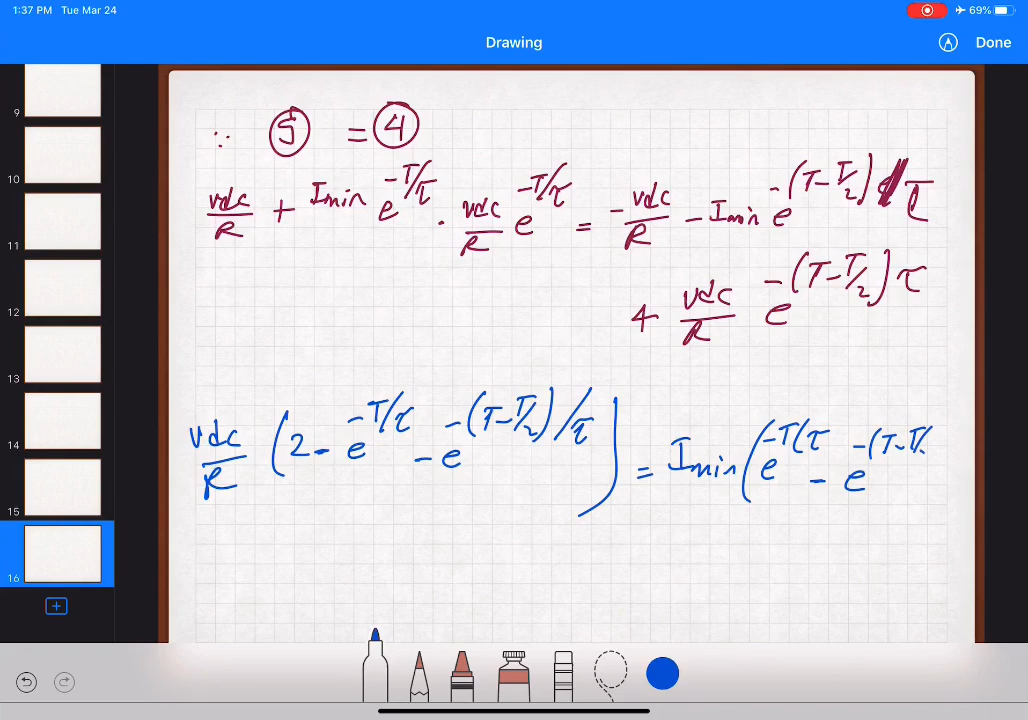 1:37 PM Tue Mar 24
69%
Drawing
Done
9
10
11
12
13
14
15
16
∵ ⑤ = ④
vdc/R + Imin e^{-T/τ} · vdc/R e^{-T/τ} = -vdc/R - Imin e^{-(T-T/2)} τ
+ vdc/R e^{-(T-T/2)} τ
vdc/R (2 - e^{-T/τ} - e^{-(T-T/2)/τ}) = Imin (e^{-T/τ} - e^{-(T-T/2